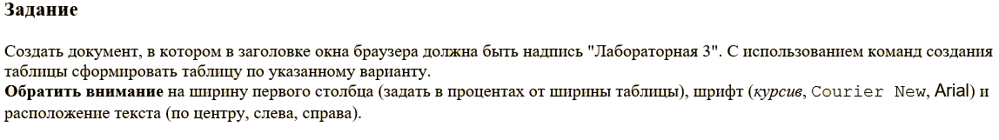 Задание
Создать документ, в котором в заголовке окна браузера должна быть надпись "Лабораторная 3". С использованием команд создания
таблицы сформировать таблицу по указанному варианту.
Обратить внимание на ширину первого столбца (задать в процентах от ширины таблицы), шрифт (курсив, Courier New, Arial) и
расположение текста (по центру, слева, справа).